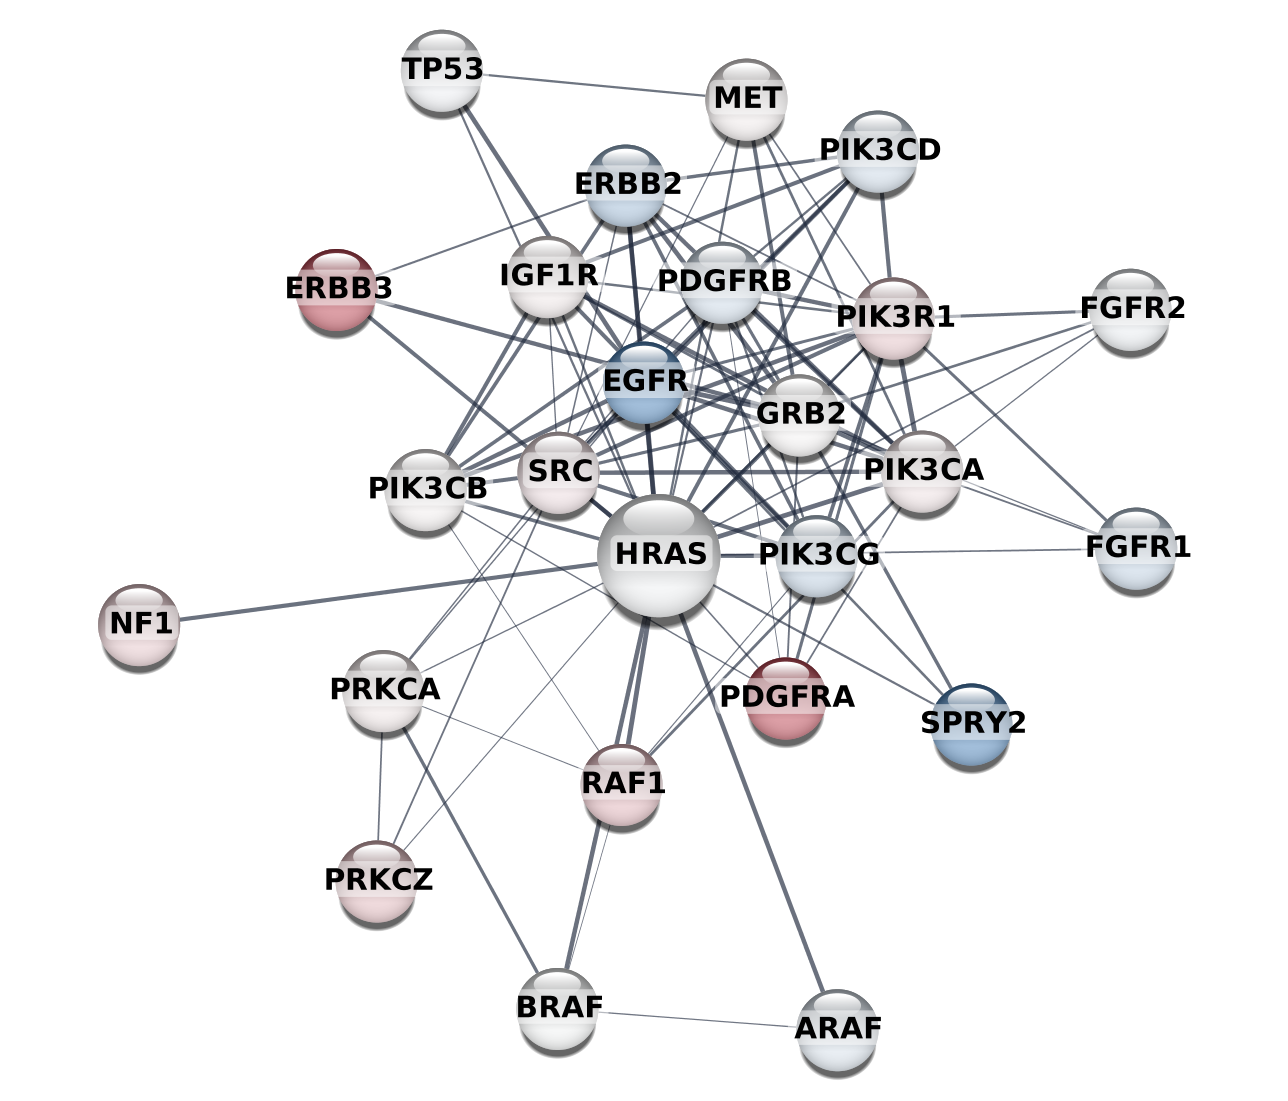 TP53
MET
PIK3CD
ERBB2
IGF1R
PDGFRB
ERBB3
PIK3R1
FGFR2
EGFR
GRB2
SRC
PIK3CA
PIK3CB
HRAS
PIK3CG
FGFR1
NF1
PRKCA
PDGFRA
SPRY2
RAF1
PRKCZ
BRAF
ARAF